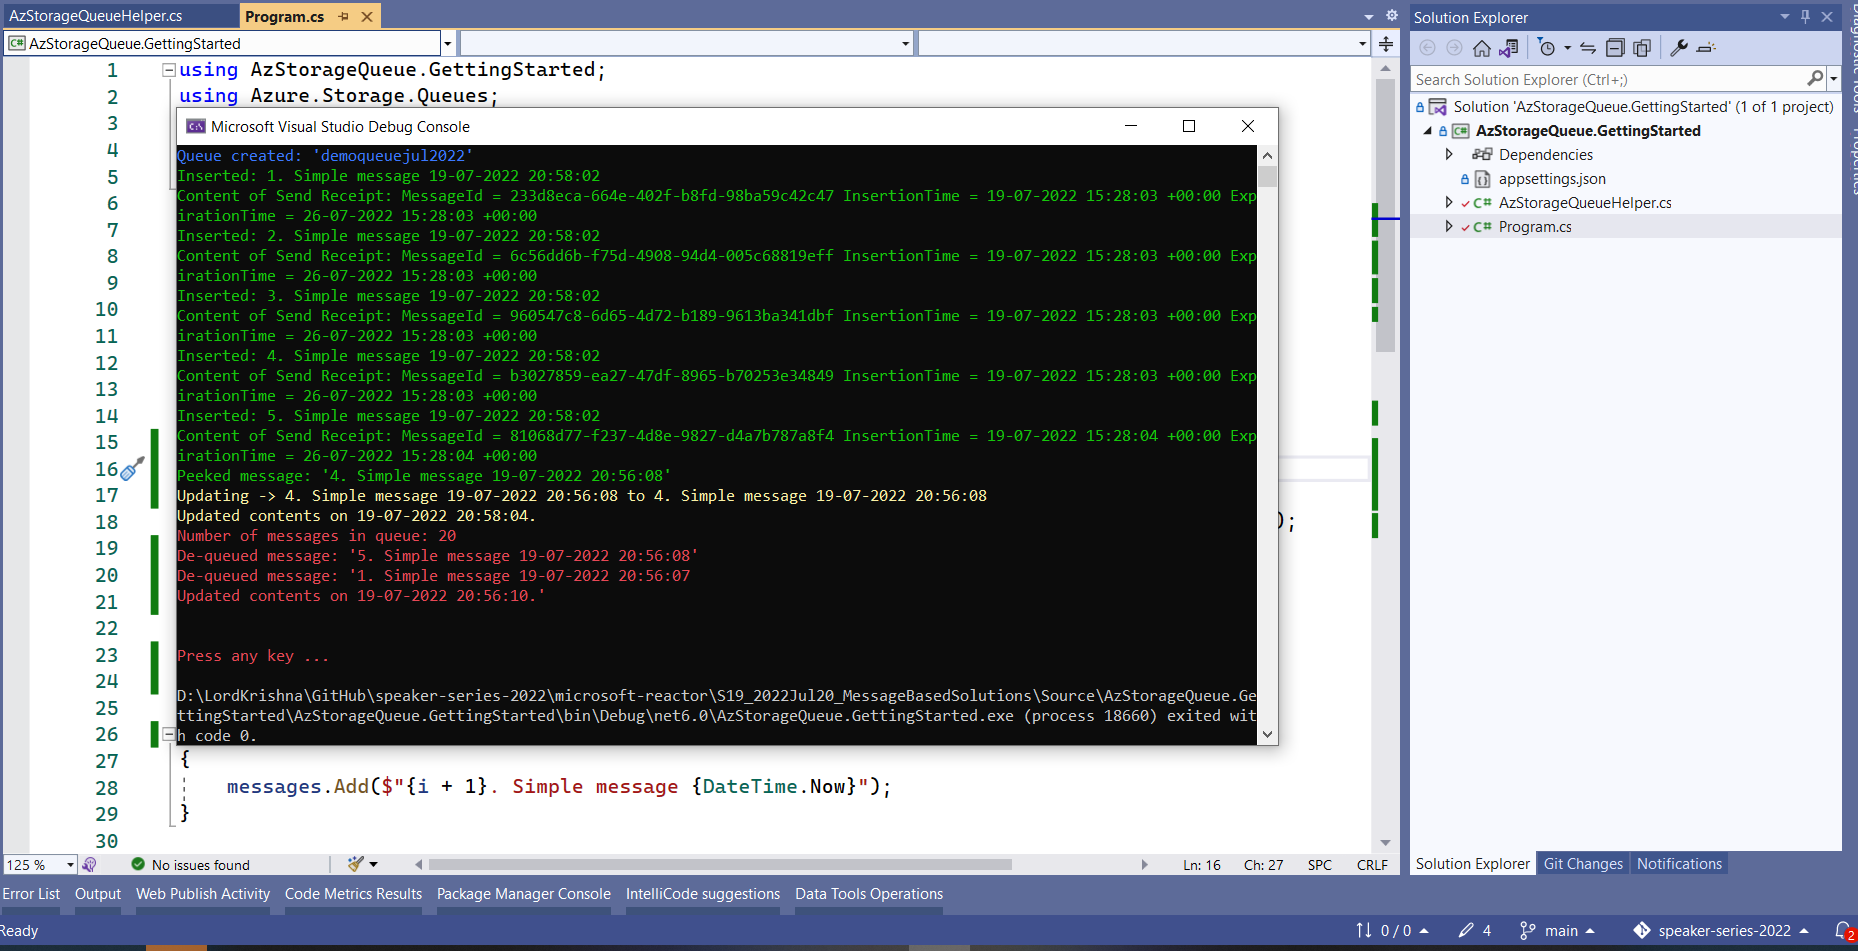 AzStorageQueueHelper.cs
Program.cs
AzStorageQueue.GettingStarted
1 using AzStorageQueue.GettingStarted;
2 using Azure.Storage.Queues;
3
4
5
6
7
8
9
10
11
12
13
14
15
16
17
18 );
19
20
21
22
23
24
25
26
27 {
28 messages.Add($"{i + 1}. Simple message {DateTime.Now}");
29 }
30
Microsoft Visual Studio Debug Console
Queue created: 'demoqueuejul2022'
Inserted: 1. Simple message 19-07-2022 20:58:02
Content of Send Receipt: MessageId = 233d8eca-664e-402f-b8fd-98ba59c42c47 InsertionTime = 19-07-2022 15:28:03 +00:00 Exp
irationTime = 26-07-2022 15:28:03 +00:00
Inserted: 2. Simple message 19-07-2022 20:58:02
Content of Send Receipt: MessageId = 6c56dd6b-f75d-4908-94d4-005c68819eff InsertionTime = 19-07-2022 15:28:03 +00:00 Exp
irationTime = 26-07-2022 15:28:03 +00:00
Inserted: 3. Simple message 19-07-2022 20:58:02
Content of Send Receipt: MessageId = 960547c8-6d65-4d72-b189-9613ba341dbf InsertionTime = 19-07-2022 15:28:03 +00:00 Exp
irationTime = 26-07-2022 15:28:03 +00:00
Inserted: 4. Simple message 19-07-2022 20:58:02
Content of Send Receipt: MessageId = b3027859-ea27-47df-8965-b70253e34849 InsertionTime = 19-07-2022 15:28:03 +00:00 Exp
irationTime = 26-07-2022 15:28:03 +00:00
Inserted: 5. Simple message 19-07-2022 20:58:02
Content of Send Receipt: MessageId = 81068d77-f237-4d8e-9827-d4a7b787a8f4 InsertionTime = 19-07-2022 15:28:04 +00:00 Exp
irationTime = 26-07-2022 15:28:04 +00:00
Peeked message: '4. Simple message 19-07-2022 20:56:08'
Updating -> 4. Simple message 19-07-2022 20:56:08 to 4. Simple message 19-07-2022 20:56:08
Updated contents on 19-07-2022 20:58:04.
Number of messages in queue: 20
De-queued message: '5. Simple message 19-07-2022 20:56:08'
De-queued message: '1. Simple message 19-07-2022 20:56:07
Updated contents on 19-07-2022 20:56:10.'
Press any key ...
D:\LordKrishna\GitHub\speaker-series-2022\microsoft-reactor\S19_2022Jul20_MessageBasedSolutions\Source\AzStorageQueue.Ge
ttingStarted\AzStorageQueue.GettingStarted\bin\Debug\net6.0\AzStorageQueue.GettingStarted.exe (process 18660) exited wit
h code 0.
Solution Explorer
Search Solution Explorer (Ctrl+;)
Solution 'AzStorageQueue.GettingStarted' (1 of 1 project)
AzStorageQueue.GettingStarted
Dependencies
appsettings.json
C# AzStorageQueueHelper.cs
C# Program.cs
Diagnostic Tools
Properties
125 %
No issues found
Ln: 16 Ch: 27 SPC CRLF
Solution Explorer Git Changes Notifications
Error List Output Web Publish Activity Code Metrics Results Package Manager Console IntelliCode suggestions Data Tools Operations
Ready
0 / 0 4 main speaker-series-2022 2